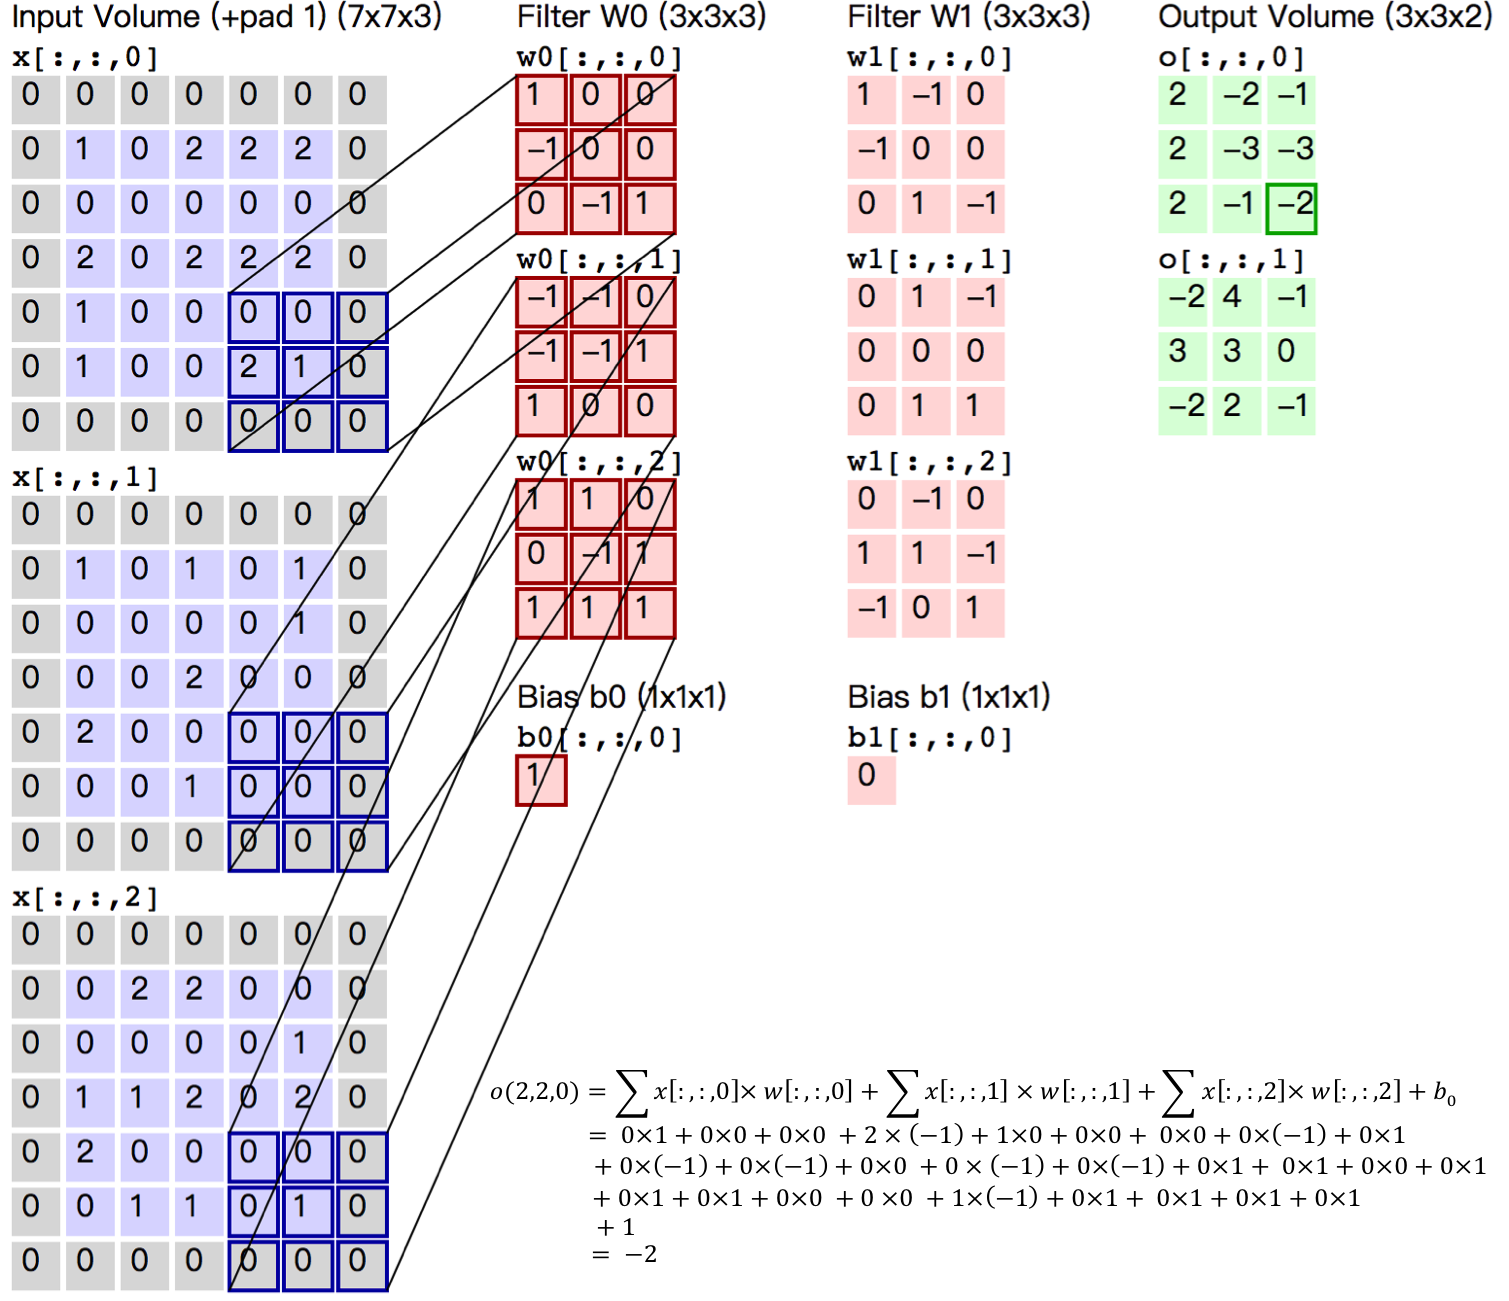 Input Volume (+pad 1) (7x7x3)
x[:,:,0]
0 0 0 0 0 0 0
0 1 0 2 2 2 0
0 0 0 0 0 0 0
0 2 0 2 2 2 0
0 1 0 0 0 0 0
0 1 0 0 2 1 0
0 0 0 0 0 0 0
x[:,:,1]
0 0 0 0 0 0 0
0 1 0 1 0 1 0
0 0 0 0 0 1 0
0 0 0 2 0 0 0
0 2 0 0 0 0 0
0 0 0 1 0 0 0
0 0 0 0 0 0 0
x[:,:,2]
0 0 0 0 0 0 0
0 0 2 2 0 0 0
0 0 0 0 0 1 0
0 1 1 2 0 2 0
0 2 0 0 0 0 0
0 0 1 1 0 1 0
0 0 0 0 0 0 0
Filter W0 (3x3x3)
w0[:,:,0]
1 0 0
–1 0 0
0 –1 1
w0[:,:,1]
–1 –1 0
–1 –1 1
1 0 0
w0[:,:,2]
1 1 0
0 –1 1
1 1 1
Bias b0 (1x1x1)
b0[:,:,0]
1
Filter W1 (3x3x3)
w1[:,:,0]
1 –1 0
–1 0 0
0 1 –1
w1[:,:,1]
0 1 –1
0 0 0
0 1 1
w1[:,:,2]
0 –1 0
1 1 –1
–1 0 1
Bias b1 (1x1x1)
b1[:,:,0]
0
Output Volume (3x3x2)
o[:,:,0]
2 –2 –1
2 –3 –3
2 –1 –2
o[:,:,1]
–2 4 –1
3 3 0
–2 2 –1
o(2,2,0) = ∑ x[:,:,0]× w[:,:,0] + ∑ x[:,:,1] × w[:,:,1] + ∑ x[:,:,2]× w[:,:,2] + b₀
= 0×1 + 0×0 + 0×0 + 2 × (−1) + 1×0 + 0×0 + 0×0 + 0×(−1) + 0×1
+ 0×(−1) + 0×(−1) + 0×0 + 0 × (−1) + 0×(−1) + 0×1 + 0×1 + 0×0 + 0×1
+ 0×1 + 0×1 + 0×0 + 0 ×0 + 1×(−1) + 0×1 + 0×1 + 0×1 + 0×1
+ 1
= −2